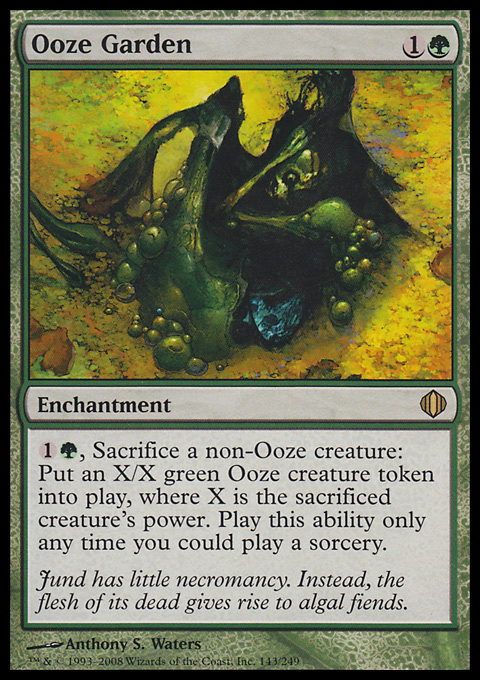 Ooze Garden 1
Enchantment
1, Sacrifice a non-Ooze creature:
Put an X/X green Ooze creature token
into play, where X is the sacrificed
creature's power. Play this ability only
any time you could play a sorcery.
Jund has little necromancy. Instead, the
flesh of its dead gives rise to algal fiends.
Anthony S. Waters
™ & © 1993-2008 Wizards of the Coast, Inc. 143/249